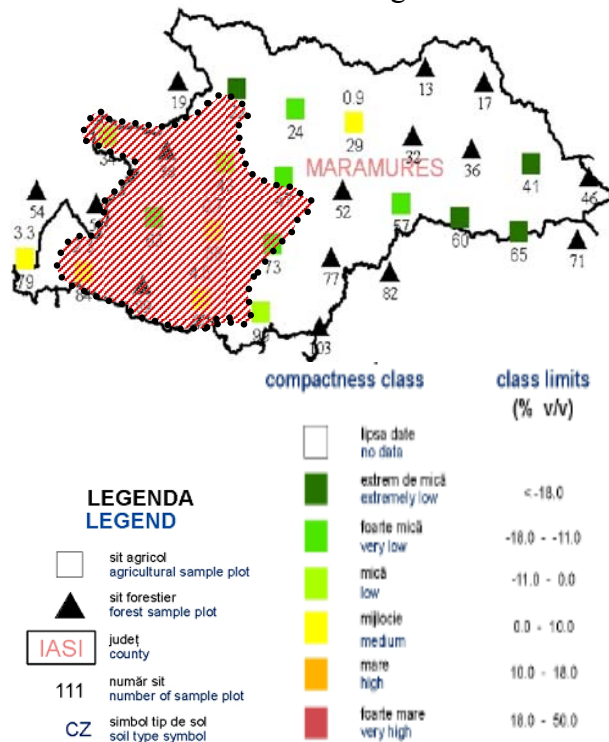 19
13
17
0.9
24
29
32
36
MARAMURES
41
46
54
52
57
60
65
71
3.3
79
73
77
82
84
103
compactness class
class limits
(% v/v)
LEGENDA
LEGEND
lipsa date
no data
extrem de mică
extremely low
<-18.0
foarte mică
very low
-18.0 - -11.0
mică
low
-11.0 - 0.0
mijlocie
medium
0.0 - 10.0
mare
high
10.0 - 18.0
foarte mare
very high
18.0 - 50.0
sit agricol
agricultural sample plot
sit forestier
forest sample plot
IASI
județ
county
111
număr sit
number of sample plot
CZ
simbol tip de sol
soil type symbol